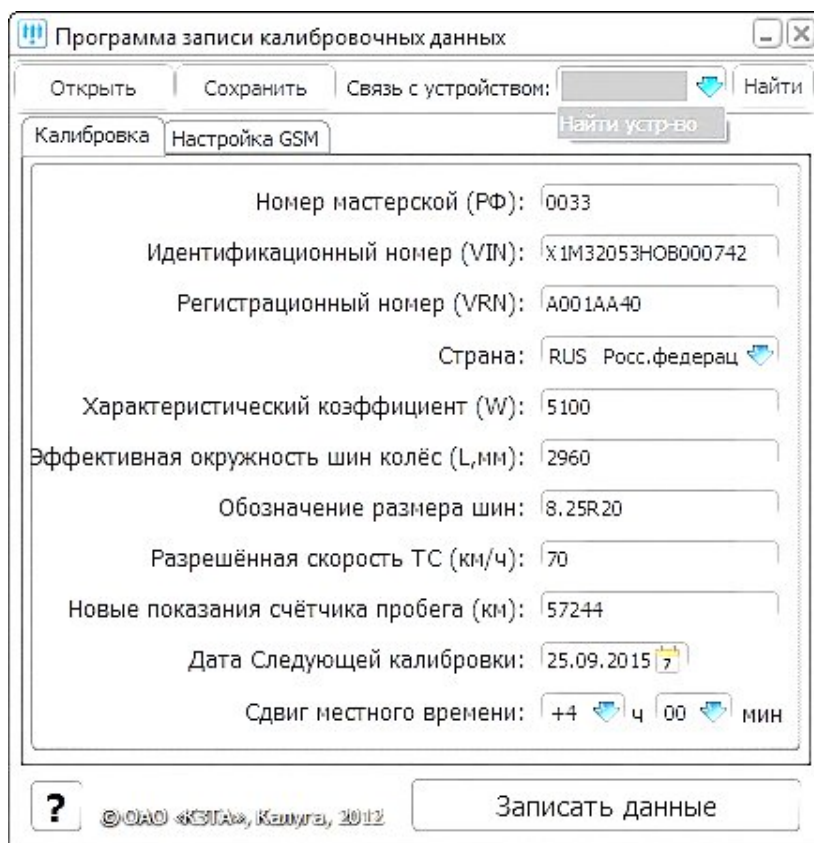 Программа записи калибровочных данных
Открыть Сохранить Связь с устройством: Найти
Найти устр-во
Калибровка Настройка GSM
Номер мастерской (РФ): 0033
Идентификационный номер (VIN): X1M32053HOB000742
Регистрационный номер (VRN): A001AA40
Страна: RUS Росс.федерац
Характеристический коэффициент (W): 5100
Эффективная окружность шин колёс (L,мм): 2960
Обозначение размера шин: 8.25R20
Разрешённая скорость ТС (км/ч): 70
Новые показания счётчика пробега (км): 57244
Дата Следующей калибровки: 25.09.2015 7
Сдвиг местного времени: +4 ч 00 мин
? © ОАО «КЗТА», Калуга, 2012 Записать данные